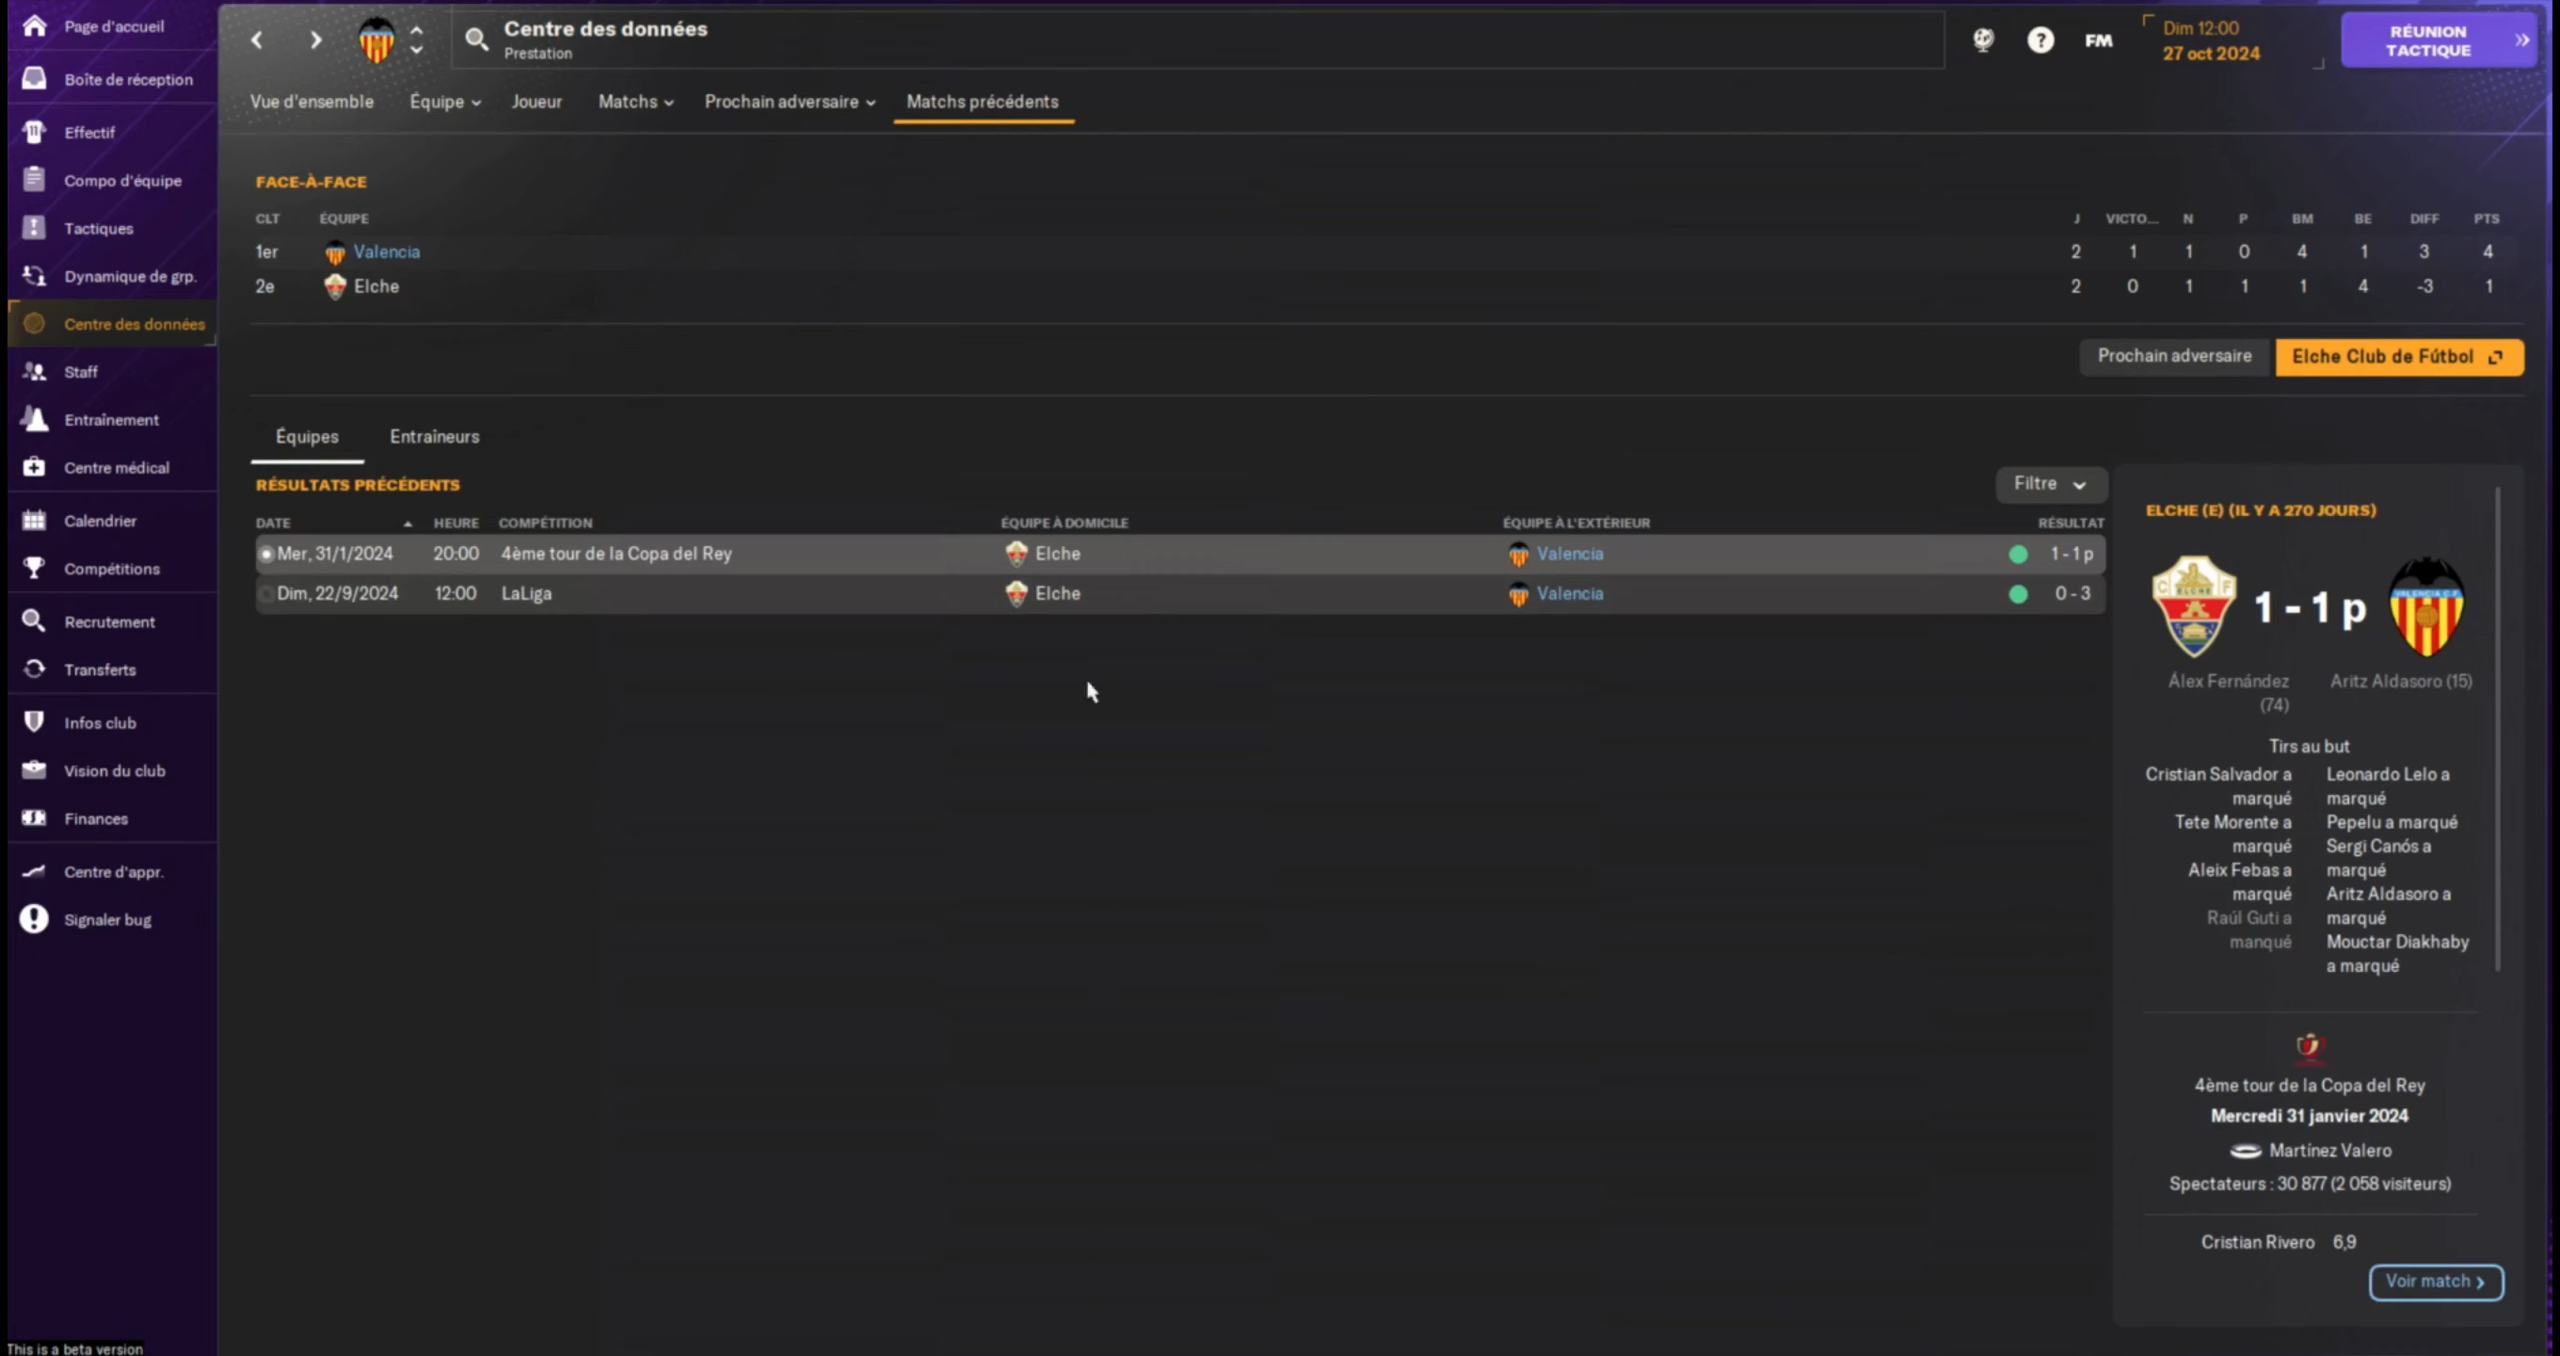 Page d'accueil
Boîte de réception
Effectif
Compo d'équipe
Tactiques
Dynamique de grp.
Centre des données
Staff
Entraînement
Centre médical
Calendrier
Compétitions
Recrutement
Transferts
Infos club
Vision du club
Finances
Centre d'appr.
Signaler bug
This is a beta version
Centre des données
Prestation
FM
Dim 12:00
27 oct 2024
RÉUNION
TACTIQUE
Vue d'ensemble Équipe Joueur Matchs Prochain adversaire Matchs précédents
FACE-À-FACE
CLT ÉQUIPE J VICTO... N P BM BE DIFF PTS
1er Valencia 2 1 1 0 4 1 3 4
2e Elche 2 0 1 1 1 4 -3 1
Prochain adversaire Elche Club de Fútbol
Équipes Entraîneurs
RÉSULTATS PRÉCÉDENTS
Filtre
DATE HEURE COMPÉTITION ÉQUIPE À DOMICILE ÉQUIPE À L'EXTÉRIEUR RÉSULTAT
Mer, 31/1/2024 20:00 4ème tour de la Copa del Rey Elche Valencia 1 - 1 p
Dim, 22/9/2024 12:00 LaLiga Elche Valencia 0 - 3
ELCHE (E) (IL Y A 270 JOURS)
1 - 1 p
Álex Fernández
(74)
Aritz Aldasoro (15)
Tirs au but
Cristian Salvador a
marqué
Tete Morente a
marqué
Aleix Febas a
marqué
Raúl Guti a
manqué
Leonardo Lelo a
marqué
Pepelu a marqué
Sergi Canós a
marqué
Aritz Aldasoro a
marqué
Mouctar Diakhaby
a marqué
4ème tour de la Copa del Rey
Mercredi 31 janvier 2024
Martínez Valero
Spectateurs : 30 877 (2 058 visiteurs)
Cristian Rivero 6,9
Voir match